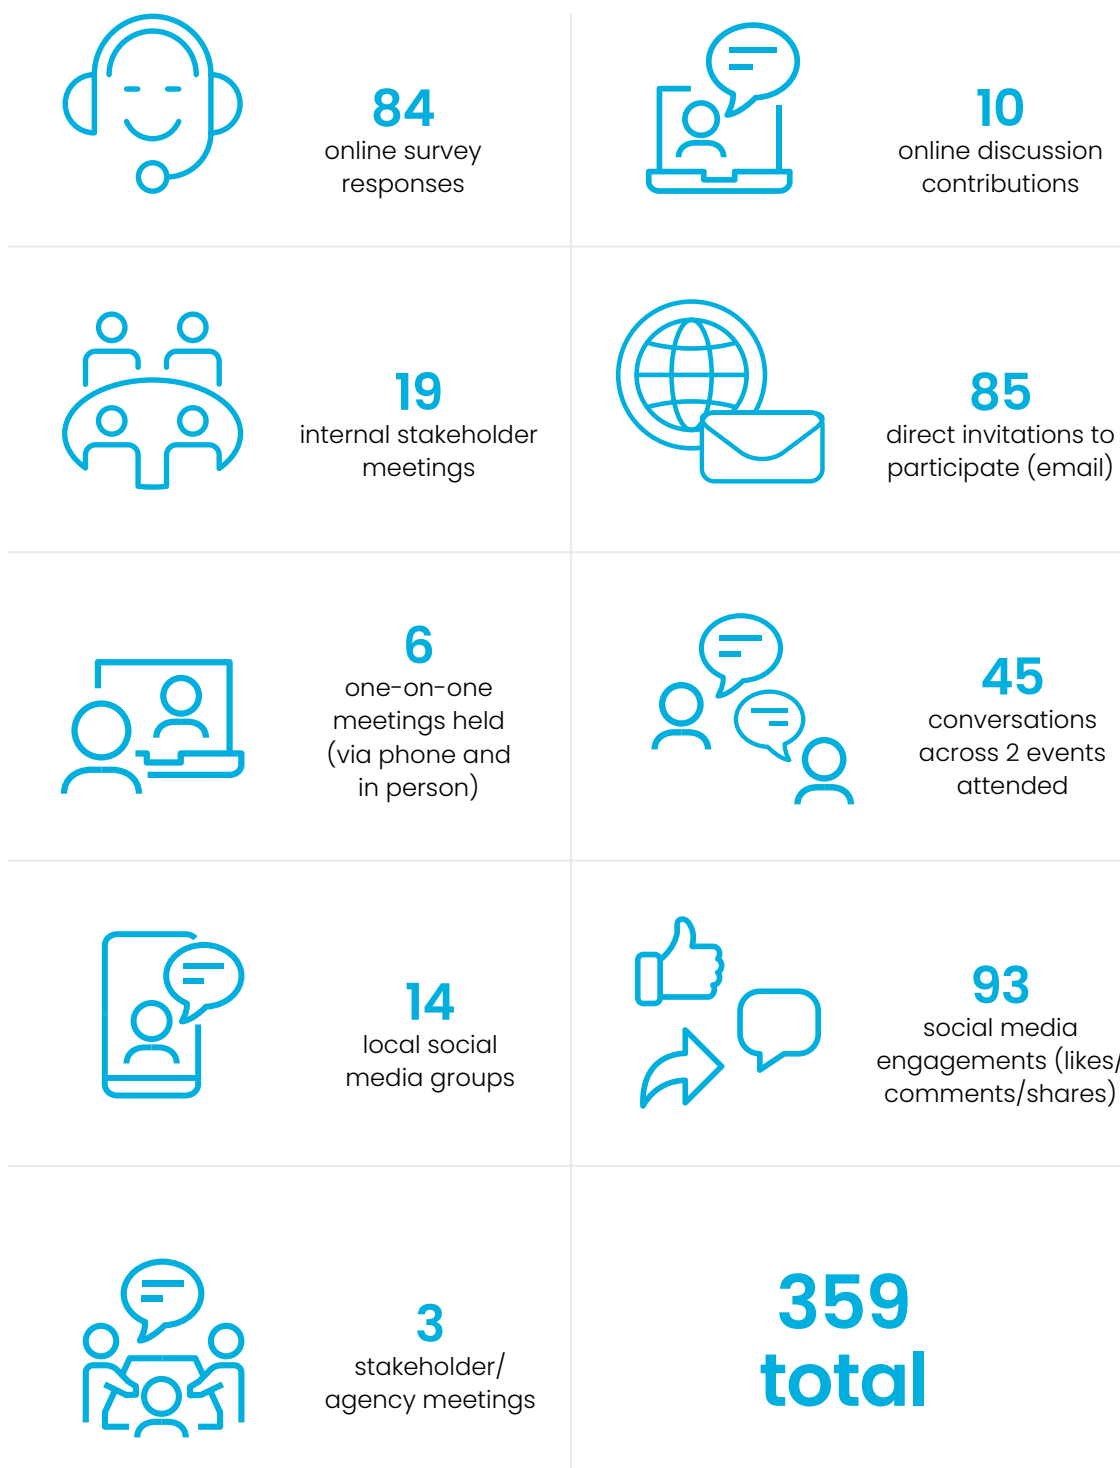 84
online survey
responses
10
online discussion
contributions
19
internal stakeholder
meetings
85
direct invitations to
participate (email)
6
one-on-one
meetings held
(via phone and
in person)
45
conversations
across 2 events
attended
14
local social
media groups
93
social media
engagements (likes/
comments/shares)
3
stakeholder/
agency meetings
359
total